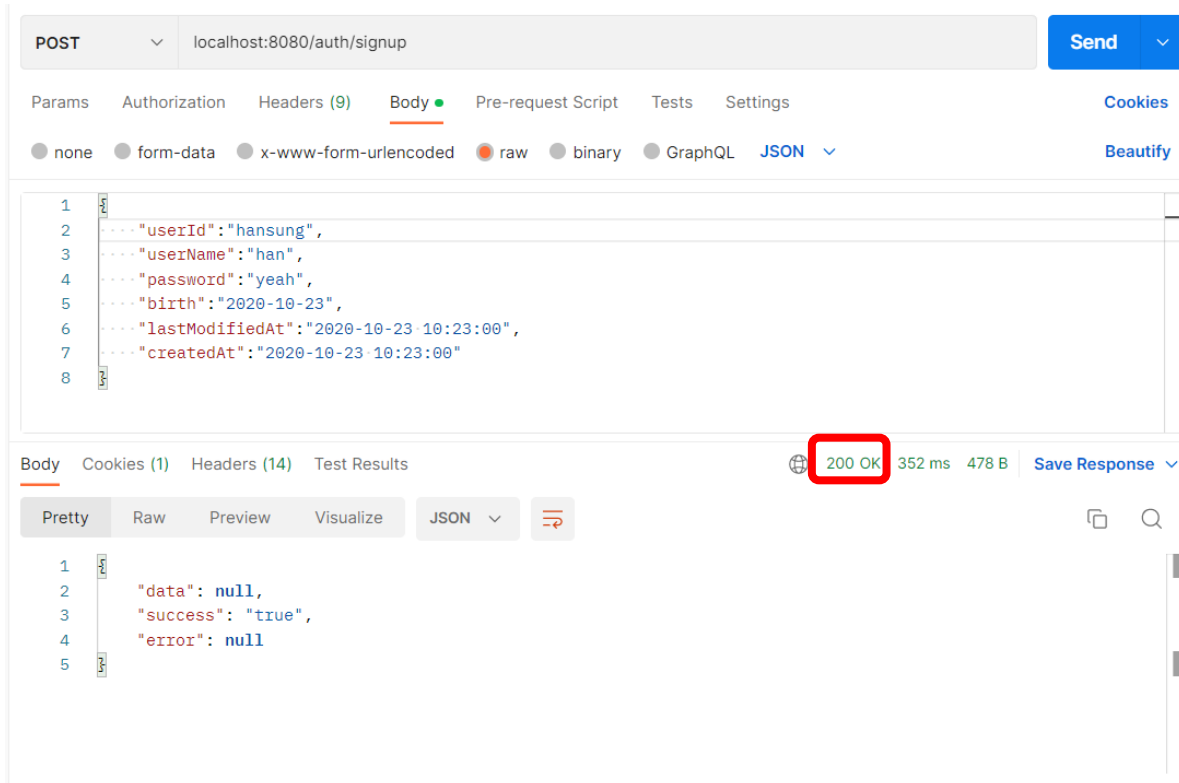 POST localhost:8080/auth/signup Send
Params Authorization Headers (9) Body Pre-request Script Tests Settings Cookies
none form-data x-www-form-urlencoded raw binary GraphQL JSON Beautify
1 {
2 "userId":"hansung",
3 "userName":"han",
4 "password":"yeah",
5 "birth":"2020-10-23",
6 "lastModifiedAt":"2020-10-23 10:23:00",
7 "createdAt":"2020-10-23 10:23:00"
8 }
Body Cookies (1) Headers (14) Test Results 200 OK 352 ms 478 B Save Response
Pretty Raw Preview Visualize JSON
1 {
2 "data": null,
3 "success": "true",
4 "error": null
5 }